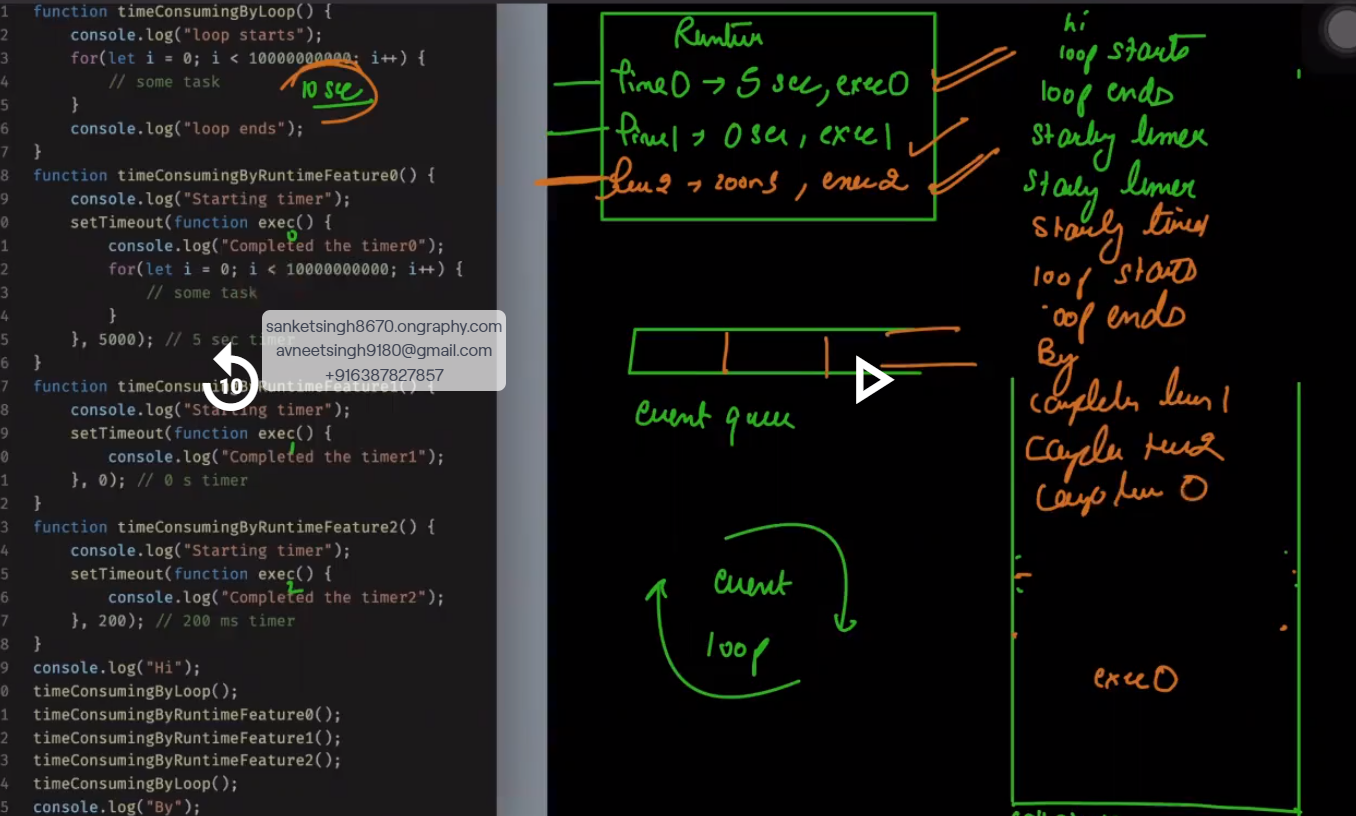 1 function timeConsumingByLoop() {
2 console.log("loop starts");
3 for(let i = 0; i < 10000000000; i++) {
4 // some task
10 sec
5 }
6 console.log("loop ends");
7 }
8 function timeConsumingByRuntimeFeature0() {
9 console.log("Starting timer");
0 setTimeout(function exec() {
0
1 console.log("Completed the timer0");
2 for(let i = 0; i < 10000000000; i++) {
3 // some task
4 }
5 }, 5000); // 5 sec timer
6 }
7 function timeConsumingByRuntimeFeature1() {
8 console.log("Starting timer");
9 setTimeout(function exec() {
1
0 console.log("Completed the timer1");
1 }, 0); // 0 s timer
2 }
3 function timeConsumingByRuntimeFeature2() {
4 console.log("Starting timer");
5 setTimeout(function exec() {
2
6 console.log("Completed the timer2");
7 }, 200); // 200 ms timer
8 }
9 console.log("Hi");
0 timeConsumingByLoop();
1 timeConsumingByRuntimeFeature0();
2 timeConsumingByRuntimeFeature1();
3 timeConsumingByRuntimeFeature2();
4 timeConsumingByLoop();
5 console.log("By");
sanketsingh8670.ongraphy.com
avneetsingh9180@gmail.com
+916387827857
10
Runtim
Time0 → 5 sec, exec0
Time1 → 0 sec, exec1
→ 200ms, exec2
event queue
event
loop
hi
loop starts
loop ends
Starting timer
Starting timer
Starting timer
loop starts
loop ends
By
Complete timer1
Complete timer2
timer 0
exec0